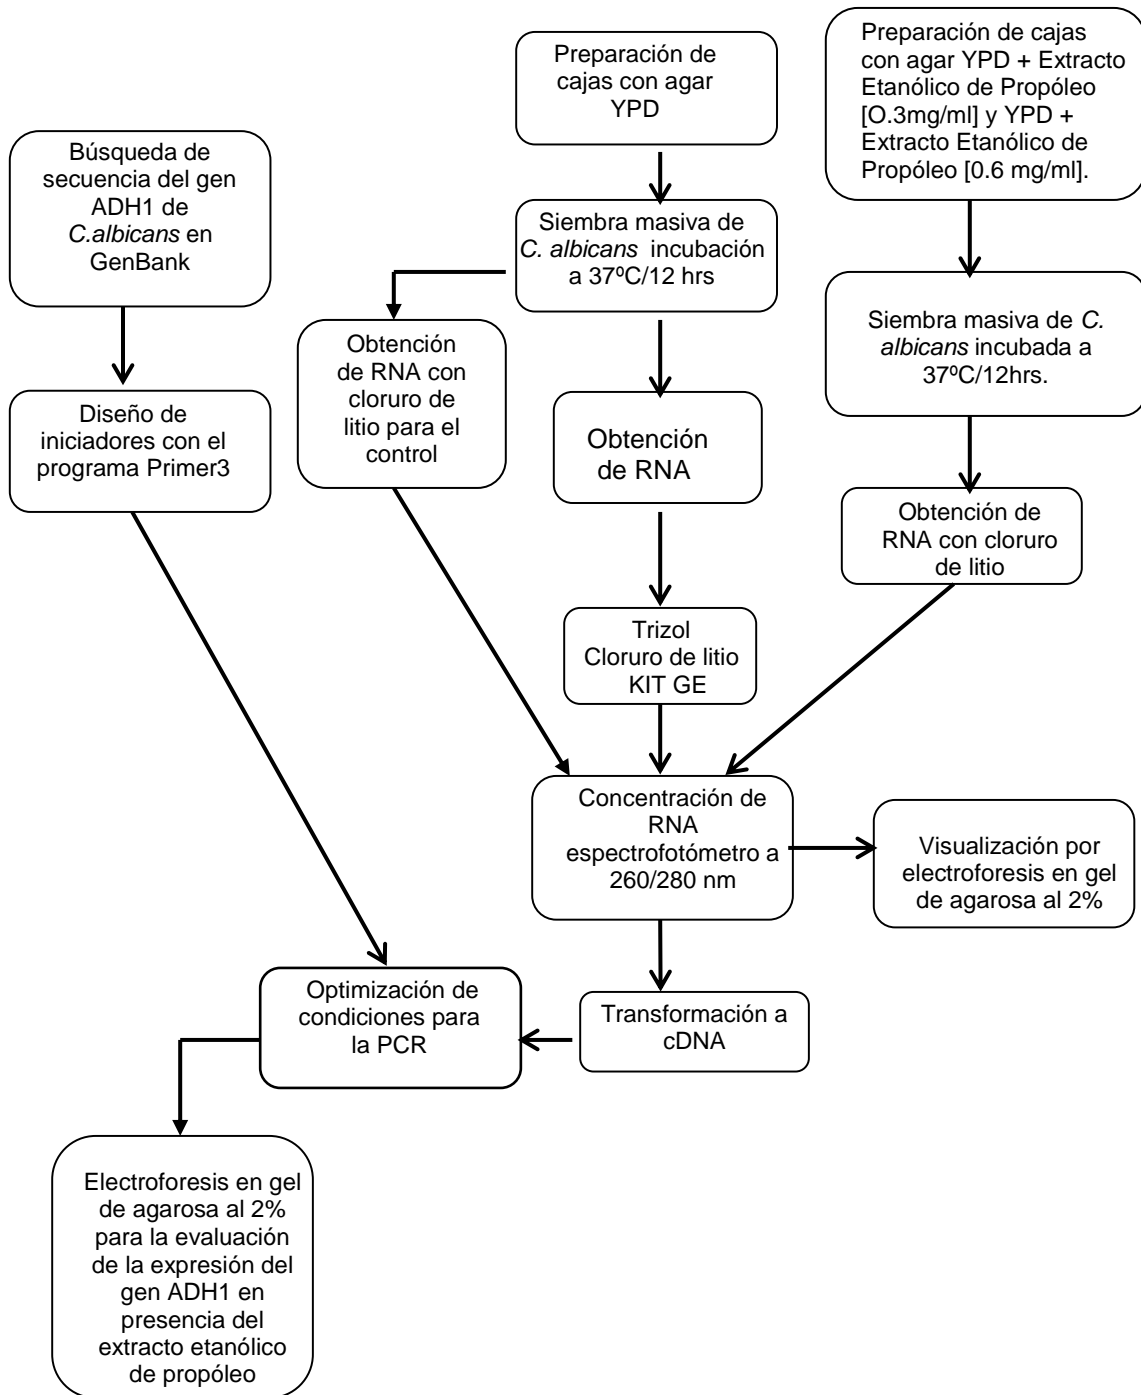 Preparación de
cajas con agar
YPD
Preparación de cajas
con agar YPD + Extracto
Etanólico de Propóleo
[O.3mg/ml] y YPD +
Extracto Etanólico de
Propóleo [0.6 mg/ml].
Búsqueda de
secuencia del gen
ADH1 de
C.albicans en
GenBank
Siembra masiva de
C. albicans incubación
a 37ºC/12 hrs
Siembra masiva de C.
albicans incubada a
37ºC/12hrs.
Obtención
de RNA con
cloruro de
litio para el
control
Diseño de
iniciadores con el
programa Primer3
Obtención
de RNA
Obtención de
RNA con cloruro
de litio
Trizol
Cloruro de litio
KIT GE
Concentración de
RNA
espectrofotómetro a
260/280 nm
Visualización por
electroforesis en gel
de agarosa al 2%
Optimización de
condiciones para
la PCR
Transformación a
cDNA
Electroforesis en gel
de agarosa al 2%
para la evaluación
de la expresión del
gen ADH1 en
presencia del
extracto etanólico
de propóleo